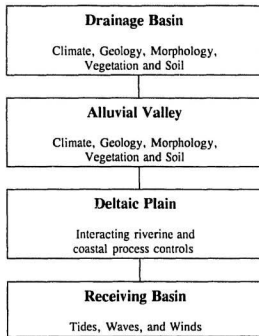 Drainage Basin
Climate, Geology, Morphology,
Vegetation and Soil
Alluvial Valley
Climate, Geology, Morphology,
Vegetation and Soil
Deltaic Plain
Interacting riverine and
coastal process controls
Receiving Basin
Tides, Waves, and Winds